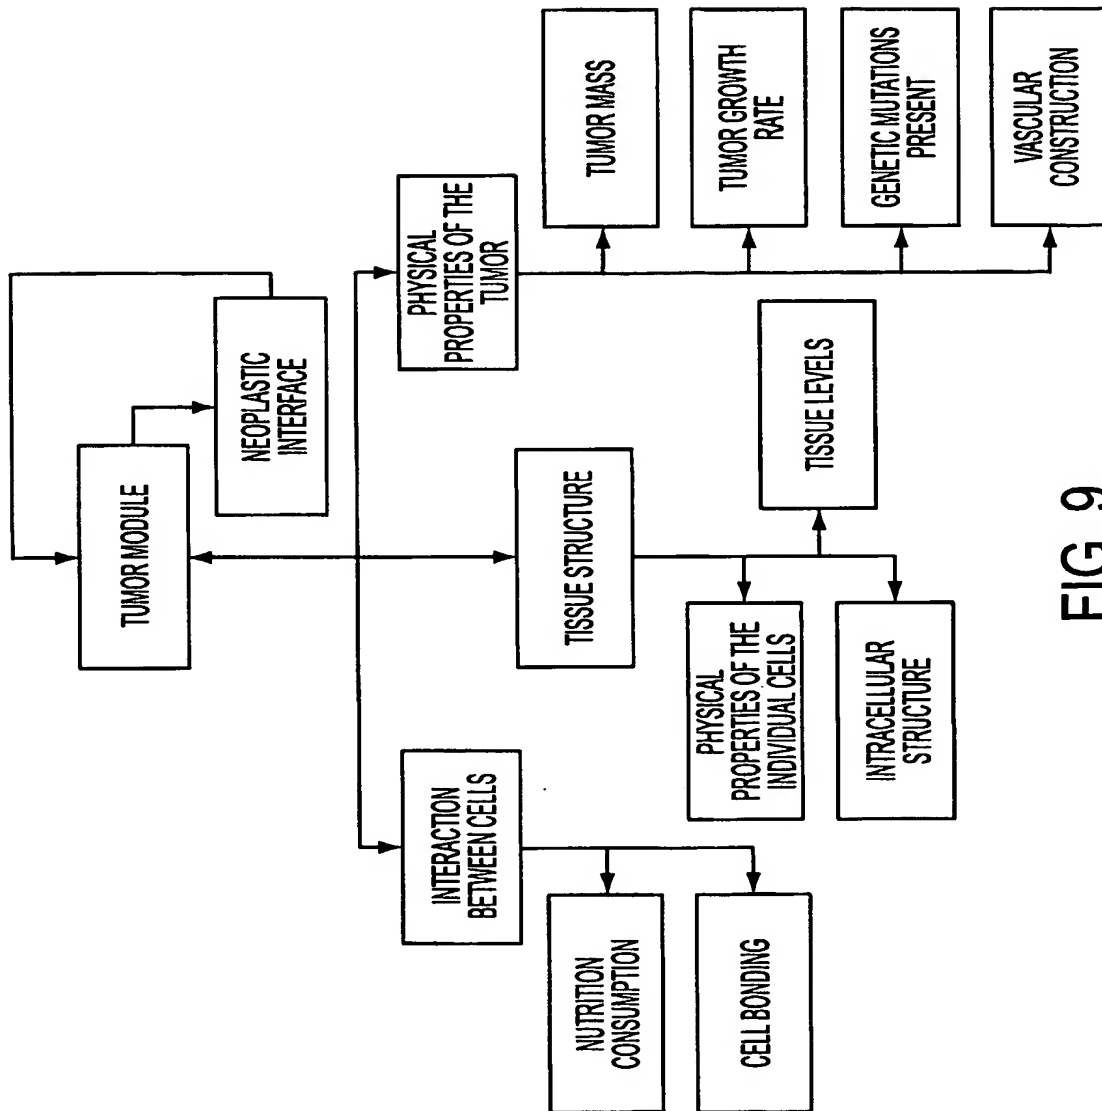 TUMOR MODULE
NEOPLASTIC
INTERFACE
INTERACTION
BETWEEN CELLS
NUTRITION
CONSUMPTION
CELL BONDING
TISSUE STRUCTURE
PHYSICAL
PROPERTIES OF THE
INDIVIDUAL CELLS
TISSUE LEVELS
INTRACELLULAR
STRUCTURE
PHYSICAL
PROPERTIES OF THE
TUMOR
TUMOR MASS
TUMOR GROWTH
RATE
GENETIC MUTATIONS
PRESENT
VASCULAR
CONSTRUCTION
FIG 9